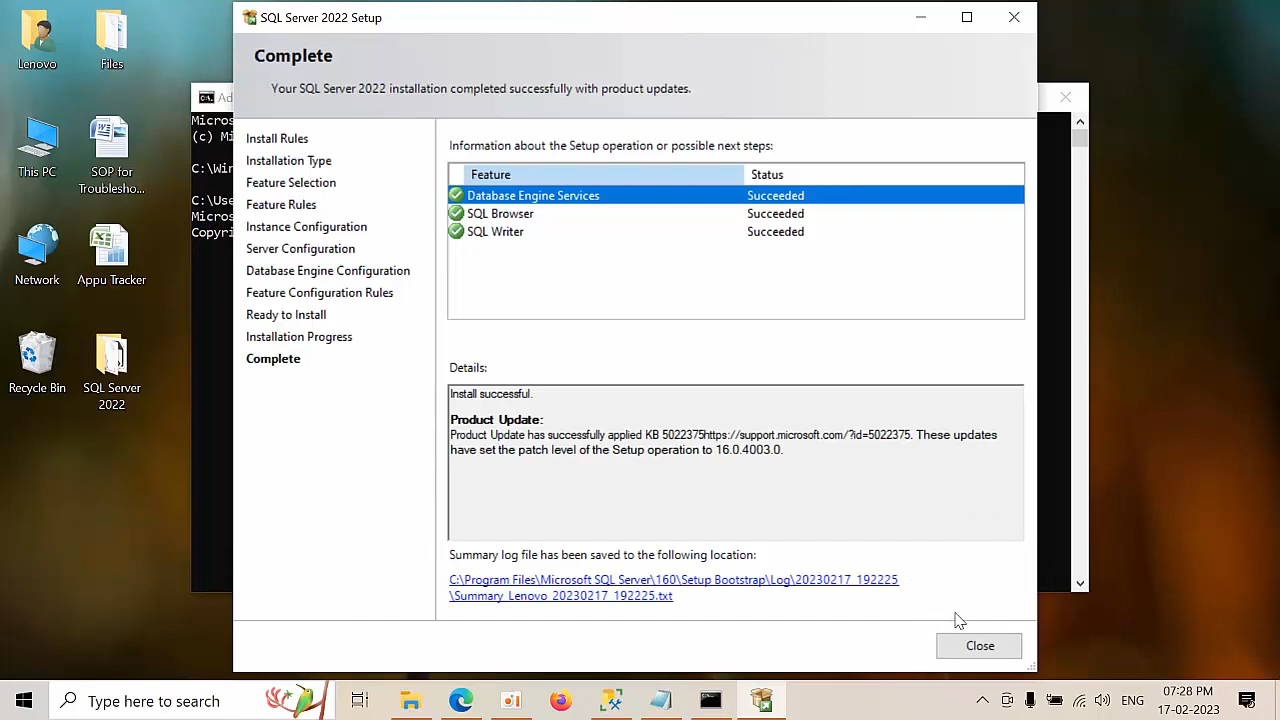 Lenovo
Files
This PC
SOP for
Troublesho...
Network
Appu Tracker
Recycle Bin
SQL Server
2022
Ad
Micros
(c) Mi
C:\Win
C:\Use
Micros
Copyri
SQL Server 2022 Setup
Complete
Your SQL Server 2022 installation completed successfully with product updates.
Install Rules
Installation Type
Feature Selection
Feature Rules
Instance Configuration
Server Configuration
Database Engine Configuration
Feature Configuration Rules
Ready to Install
Installation Progress
Complete
Information about the Setup operation or possible next steps:
Feature Status
Database Engine Services Succeeded
SQL Browser Succeeded
SQL Writer Succeeded
Details:
Install successful.
Product Update:
Product Update has successfully applied KB 5022375https://support.microsoft.com/?id=5022375. These updates
have set the patch level of the Setup operation to 16.0.4003.0.
Summary log file has been saved to the following location:
C:\Program Files\Microsoft SQL Server\160\Setup Bootstrap\Log\20230217_192225
\Summary_Lenovo_20230217_192225.txt
Close
Type here to search
ENG
07:28 PM
17-02-2023